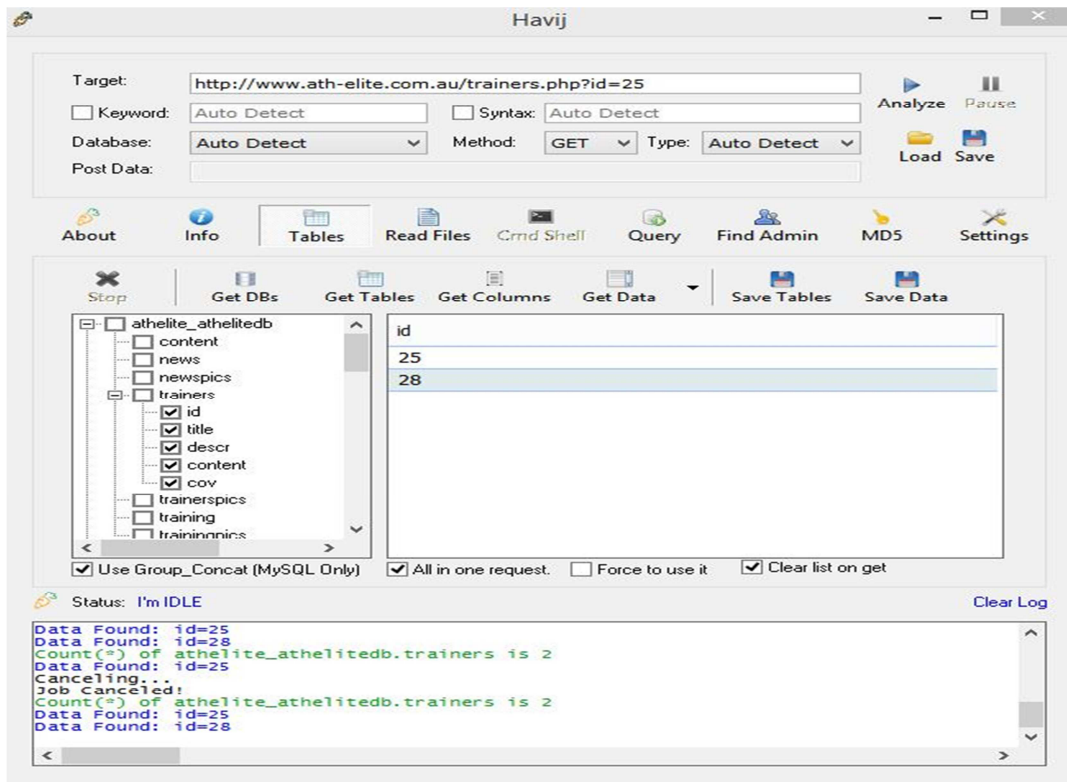 Havij
Target: http://www.ath-elite.com.au/trainers.php?id=25
Analyze Pause
Keyword: Auto Detect Syntax: Auto Detect
Database: Auto Detect Method: GET Type: Auto Detect
Load Save
Post Data:
About Info Tables Read Files Cmd Shell Query Find Admin MD5 Settings
Stop Get DBs Get Tables Get Columns Get Data Save Tables Save Data
athelite_athelitedb
content
news
newspics
trainers
id
title
descr
content
cov
trainerspics
training
trainingpics
id
25
28
Use Group_Concat (MySQL Only) All in one request. Force to use it Clear list on get
Status: I'm IDLE Clear Log
Data Found: id=25
Data Found: id=28
Count(*) of athelite_athelitedb.trainers is 2
Data Found: id=25
Canceling...
Job Canceled!
Count(*) of athelite_athelitedb.trainers is 2
Data Found: id=25
Data Found: id=28